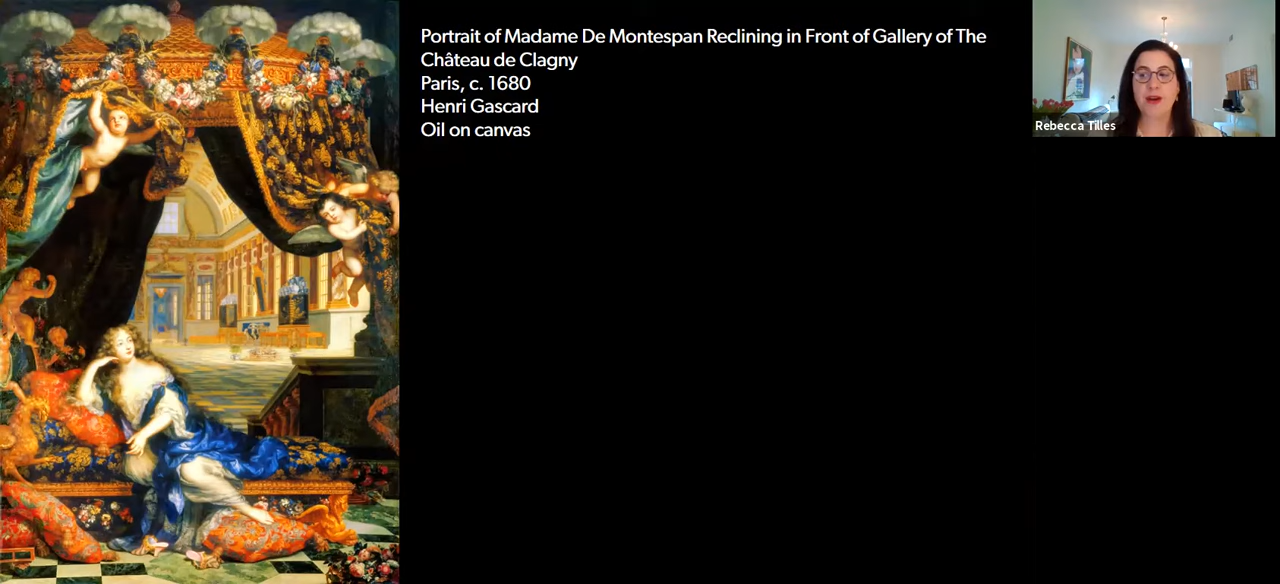 Portrait of Madame De Montespan Reclining in Front of Gallery of The
Château de Clagny
Paris, c. 1680
Henri Gascard
Oil on canvas
Rebecca Tilles